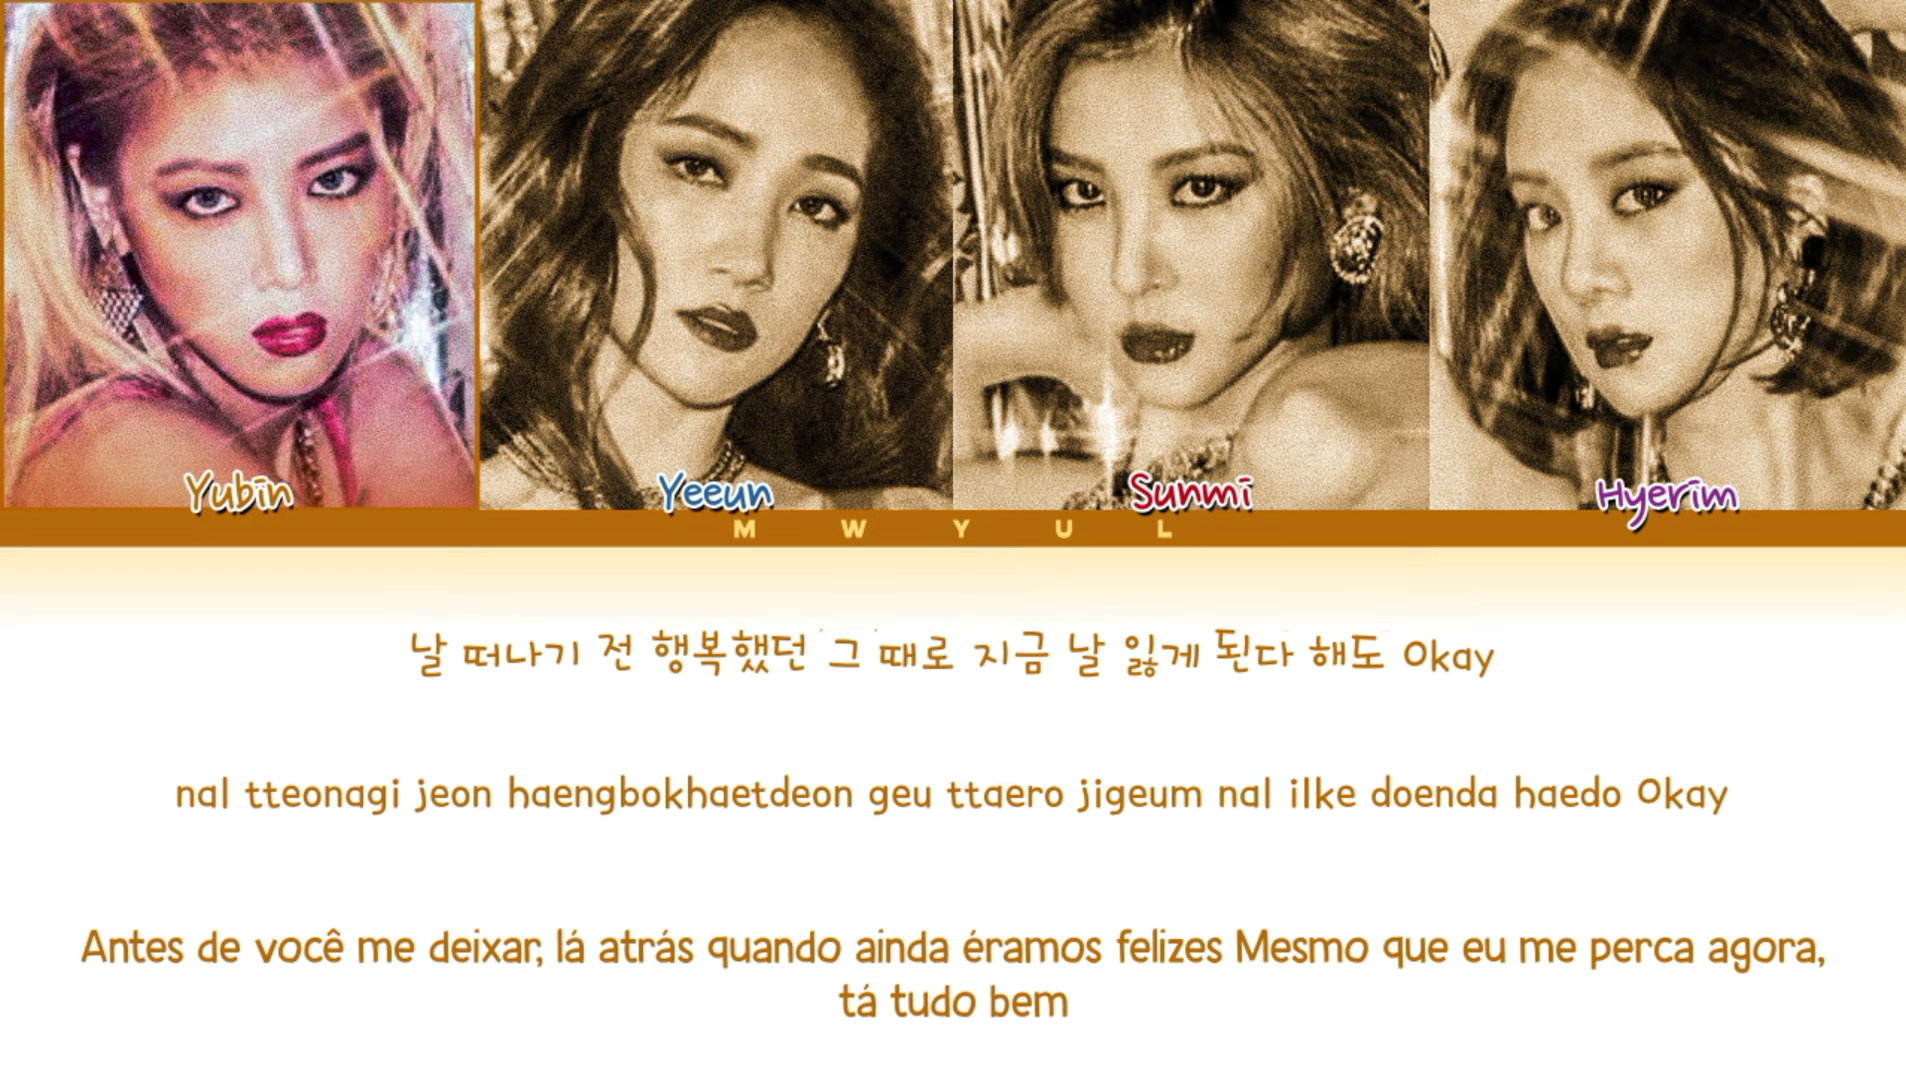 Yubin
Yeeun
Sunmi
Hyerim
M W Y U L
날 떠나기 전 행복했던 그 때로 지금 날 잃게 된다 해도 Okay
nal tteonagi jeon haengbokhaetdeon geu ttaero jigeum nal ilke doenda haedo Okay
Antes de você me deixar, lá atrás quando ainda éramos felizes Mesmo que eu me perca agora,
tá tudo bem